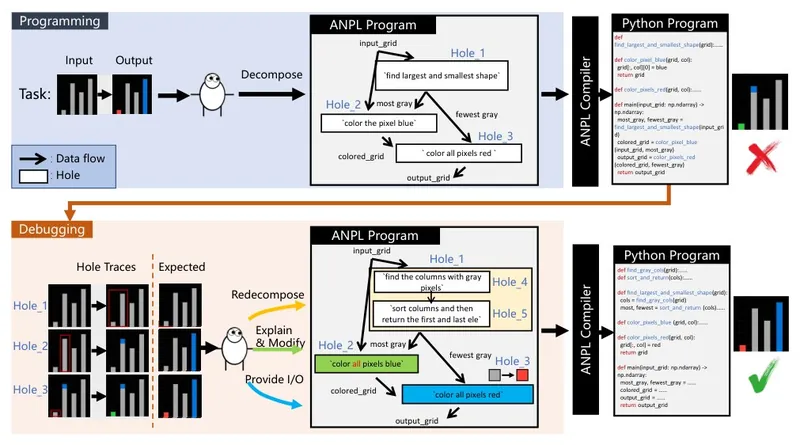 Programming
Input
Output
Task:
Decompose
: Data flow
: Hole
ANPL Program
input_grid
Hole_1
`find largest and smallest shape`
Hole_2
most gray
fewest gray
`color the pixel blue`
Hole_3
colored_grid
`color all pixels red `
output_grid
ANPL Compiler
Python Program
def
find_largest_and_smallest_shape(grid):......
def color_pixel_blue(grid, col):
grid[:, col][0] = blue
return grid
def color_pixels_red(grid, col):......
def main(input_grid: np.ndarray) ->
np.ndarray:
most_gray, fewest_gray =
find_largest_and_smallest_shape(input_gri
d)
colored_grid = color_pixel_blue
(input_grid, most_gray)
output_grid = color_pixels_red
(colored_grid, fewest_gray)
return output_grid
Debugging
Hole Traces
Expected
Hole_1
Hole_2
Hole_3
Redecompose
Explain
& Modify
Provide I/O
ANPL Program
input_grid
Hole_1
`find the columns with gray
pixels`
Hole_4
`sort columns and then
return the first and last ele`
Hole_5
Hole_2
most gray
fewest gray
Hole_3
`color all pixels blue`
colored_grid
`color all pixels red`
output_grid
ANPL Compiler
Python Program
def find_gray_cols(grid):......
def sort_and_return(cols):......
def find_largest_and_smallest_shape(grid):
cols = find_gray_cols(grid)
most, fewest = sort_and_return (cols)......
def color_pixels_blue (grid, col):......
def color_pixels_red(grid, col):
grid[:, col] = red
return grid
def main(input_grid: np.ndarray) ->
np.ndarray:
most_gray, fewest_gray = ......
colored_grid = ......
output_grid = ......
return output_grid